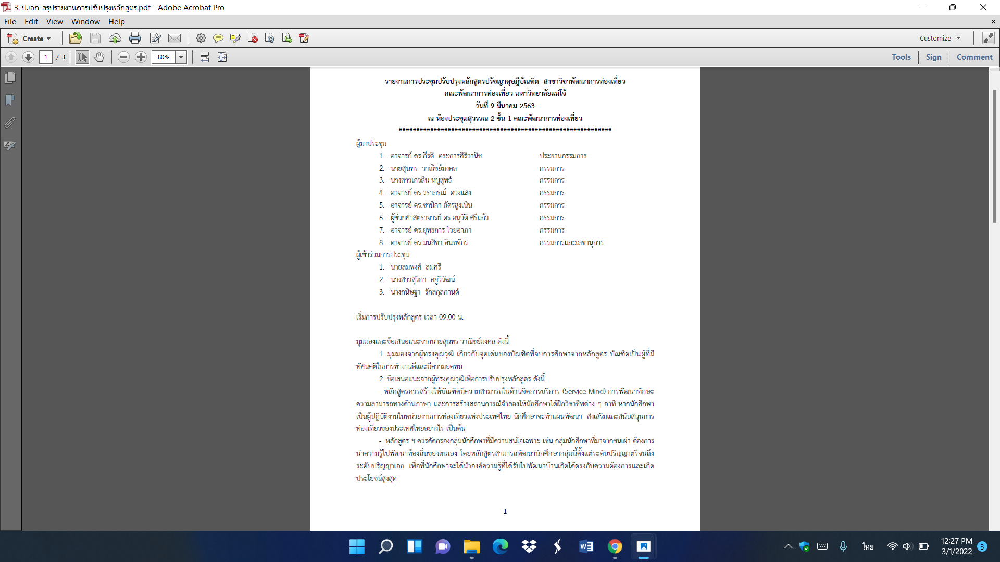 3. ป.เอก-สรุปรายงานการปรับปรุงหลักสูตร.pdf - Adobe Acrobat Pro
File Edit View Window Help
Create Customize
1 / 3 80% Tools Sign Comment
รายงานการประชุมปรับปรุงหลักสูตรปรัชญาดุษฎีบัณฑิต สาขาวิชาพัฒนาการท่องเที่ยว
คณะพัฒนาการท่องเที่ยว มหาวิทยาลัยแม่โจ้
วันที่ 9 มีนาคม 2563
ณ ห้องประชุมสุวรรณ 2 ชั้น 1 คณะพัฒนาการท่องเที่ยว
*************************************************************
ผู้มาประชุม
1. อาจารย์ ดร.กีรติ ตระการศิริวานิช ประธานกรรมการ
2. นายสุนทร วาณิชย์มงคล กรรมการ
3. นางสาวเกวลิน หนูสุทธ์ กรรมการ
4. อาจารย์ ดร.วราภรณ์ ดวงแสง กรรมการ
5. อาจารย์ ดร.ชานิกา ฉัตรสูงเนิน กรรมการ
6. ผู้ช่วยศาสตราจารย์ ดร.อนุวัติ ศรีแก้ว กรรมการ
7. อาจารย์ ดร.ยุทธการ ไวยอาภา กรรมการ
8. อาจารย์ ดร.มนสิชา อินทจักร กรรมการและเลขานุการ
ผู้เข้าร่วมการประชุม
1. นายสมพงศ์ สมศรี
2. นางสาวสุวิกา อยู่วิวัฒน์
3. นางกนิษฐา รักสกุลกานต์
เริ่มการปรับปรุงหลักสูตร เวลา 09.00 น.
มุมมองและข้อเสนอแนะจากนายสุนทร วาณิชย์มงคล ดังนี้
1. มุมมองจากผู้ทรงคุณวุฒิ เกี่ยวกับจุดเด่นของบัณฑิตที่จบการศึกษาจากหลักสูตร บัณฑิตเป็นผู้ที่มี
ทัศนคติในการทำงานดีและมีความอดทน
2. ข้อเสนอแนะจากผู้ทรงคุณวุฒิเพื่อการปรับปรุงหลักสูตร ดังนี้
- หลักสูตรควรสร้างให้บัณฑิตมีความสามารถในด้านจิตการบริการ (Service Mind) การพัฒนาทักษะ
ความสามารถทางด้านภาษา และการสร้างสถานการณ์จำลองให้นักศึกษาได้ฝึกวิชาชีพต่าง ๆ อาทิ หากนักศึกษา
เป็นผู้ปฏิบัติงานในหน่วยงานการท่องเที่ยวแห่งประเทศไทย นักศึกษาจะทำแผนพัฒนา ส่งเสริมและสนับสนุนการ
ท่องเที่ยวของประเทศไทยอย่างไร เป็นต้น
- หลักสูตร ฯ ควรคัดกรองกลุ่มนักศึกษาที่มีความสนใจเฉพาะ เช่น กลุ่มนักศึกษาที่มาจากชนเผ่า ต้องการ
นำความรู้ไปพัฒนาท้องถิ่นของตนเอง โดยหลักสูตรสามารถพัฒนานักศึกษากลุ่มนี้ตั้งแต่ระดับปริญญาตรีจนถึง
ระดับปริญญาเอก เพื่อที่นักศึกษาจะได้นำองค์ความรู้ที่ได้รับไปพัฒนาบ้านเกิดได้ตรงกับความต้องการและเกิด
ประโยชน์สูงสุด
1
ไทย 12:27 PM 3
3/1/2022